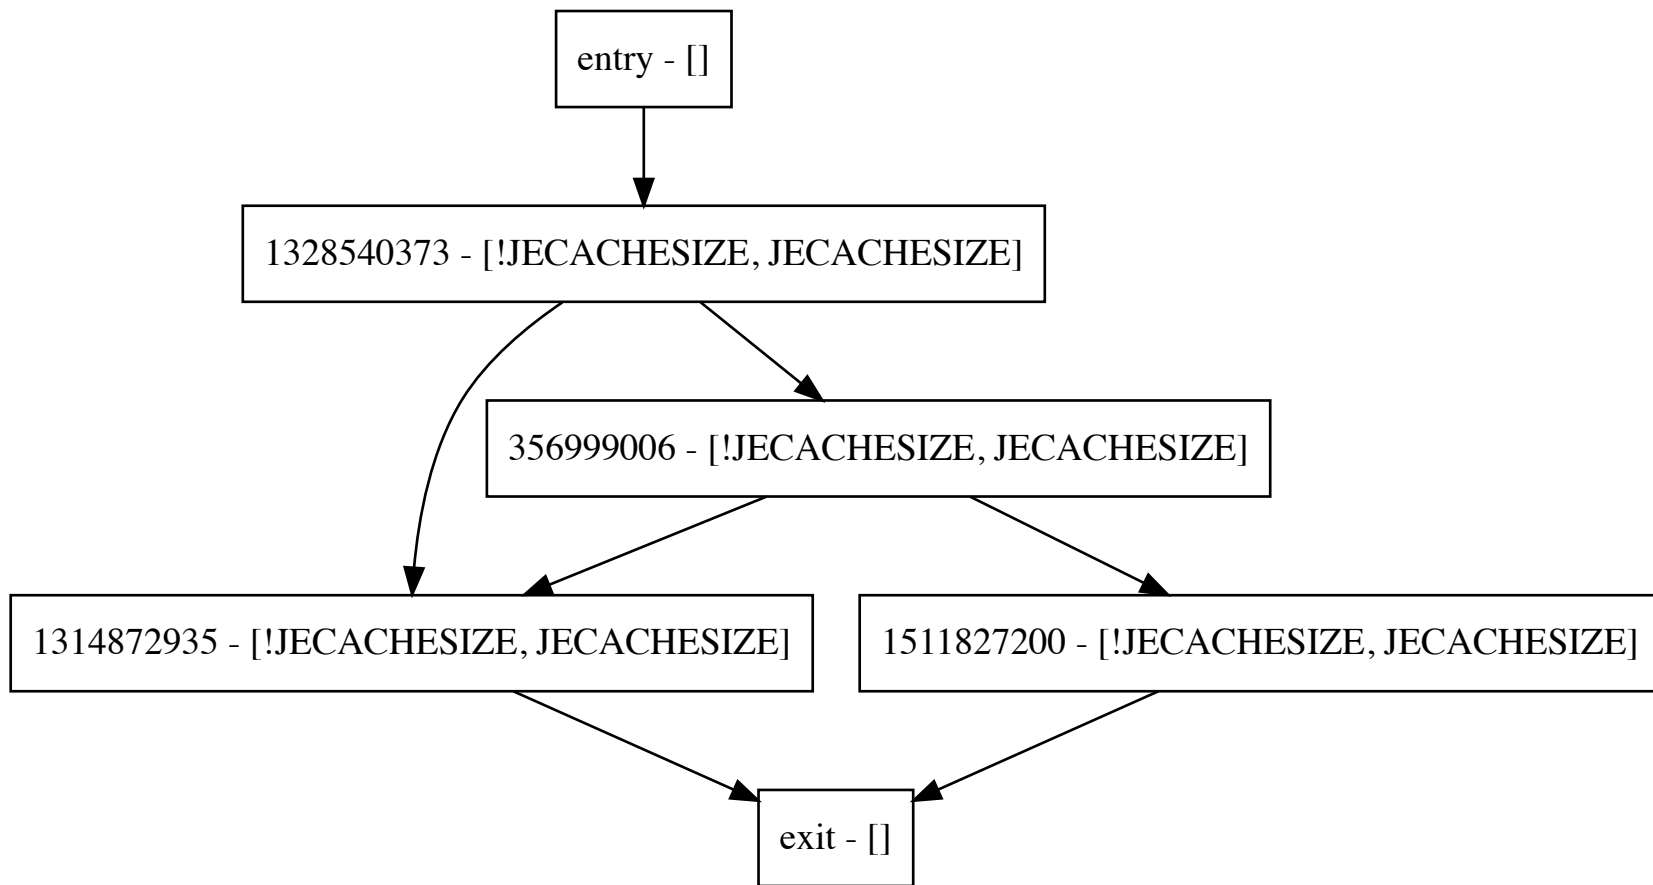 entry - []
1328540373 - [!JECACHESIZE, JECACHESIZE]
356999006 - [!JECACHESIZE, JECACHESIZE]
1314872935 - [!JECACHESIZE, JECACHESIZE]
1511827200 - [!JECACHESIZE, JECACHESIZE]
exit - []